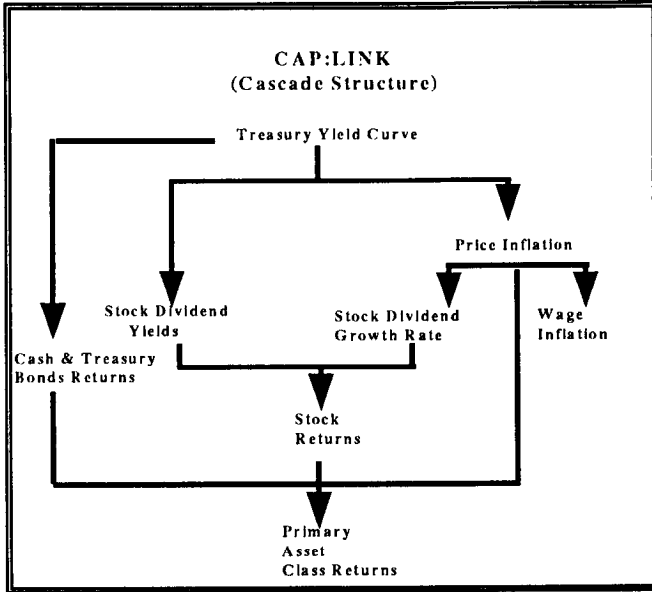 CAP:LINK
(Cascade Structure)
Treasury Yield Curve
Price Inflation
Stock Dividend
Yields
Stock Dividend
Growth Rate
Wage
Inflation
Cash & Treasury
Bonds Returns
Stock
Returns
Primary
Asset
Class Returns